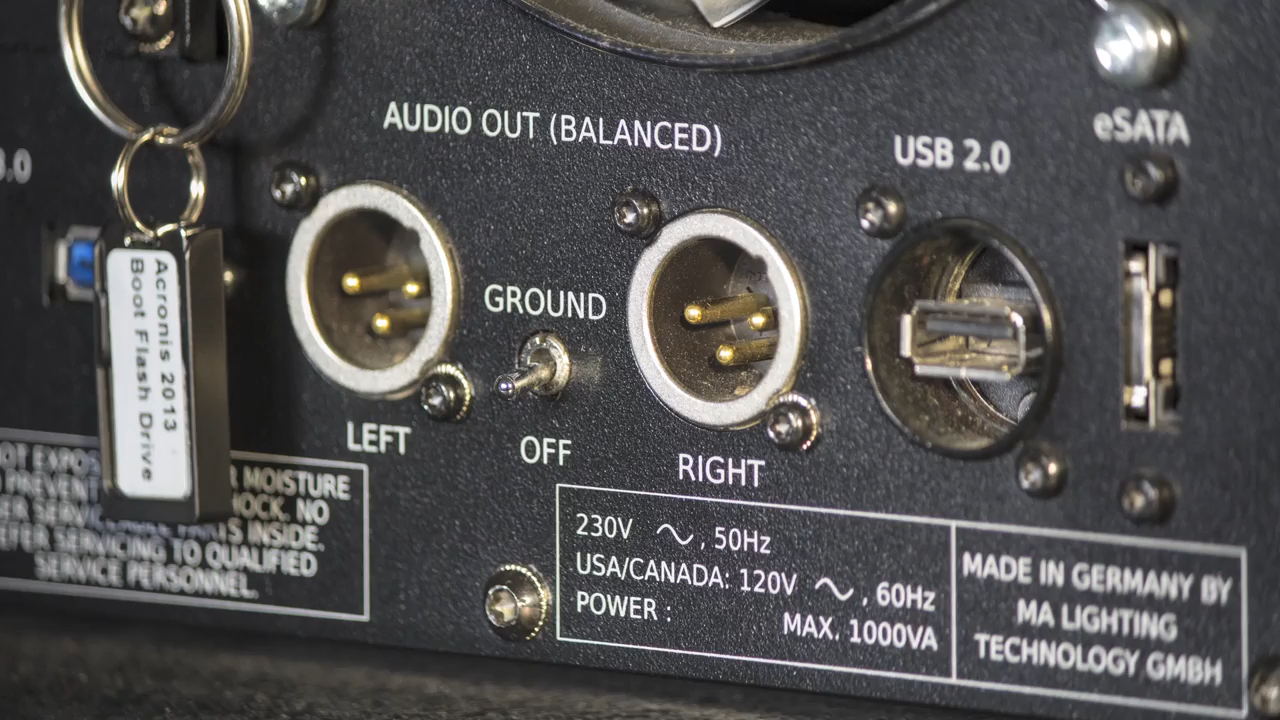 AUDIO OUT (BALANCED)
USB 2.0
eSATA
.0
GROUND
LEFT
OFF
RIGHT
Acronis 2013
Boot Flash Drive
MOISTURE
NO
INSIDE.
SERVICING TO QUALIFIED
SERVICE PERSONNEL.
230V ~, 50Hz
USA/CANADA: 120V ~, 60Hz
POWER : MAX. 1000VA
MADE IN GERMANY BY
MA LIGHTING
TECHNOLOGY GMBH